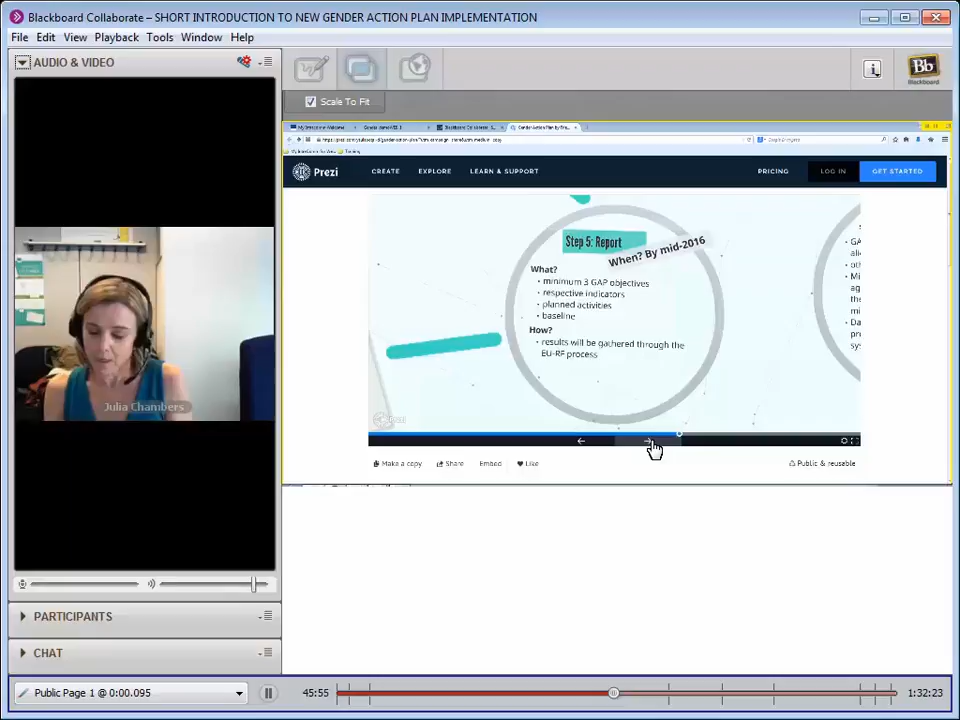 Blackboard Collaborate – SHORT INTRODUCTION TO NEW GENDER ACTION PLAN IMPLEMENTATION
File Edit View Playback Tools Window Help
AUDIO & VIDEO
Bb
Blackboard
Scale To Fit
Prezi
CREATE EXPLORE LEARN & SUPPORT PRICING LOG IN GET STARTED
Step 5: Report
When? By mid-2016
What?
• minimum 3 GAP objectives
• respective indicators
• planned activities
• baseline
How?
• results will be gathered through the
EU-RF process
Julia Chambers
Make a copy Share Embed Like Public & reusable
PARTICIPANTS
CHAT
Public Page 1 @ 0:00.095
45:55
1:32:23